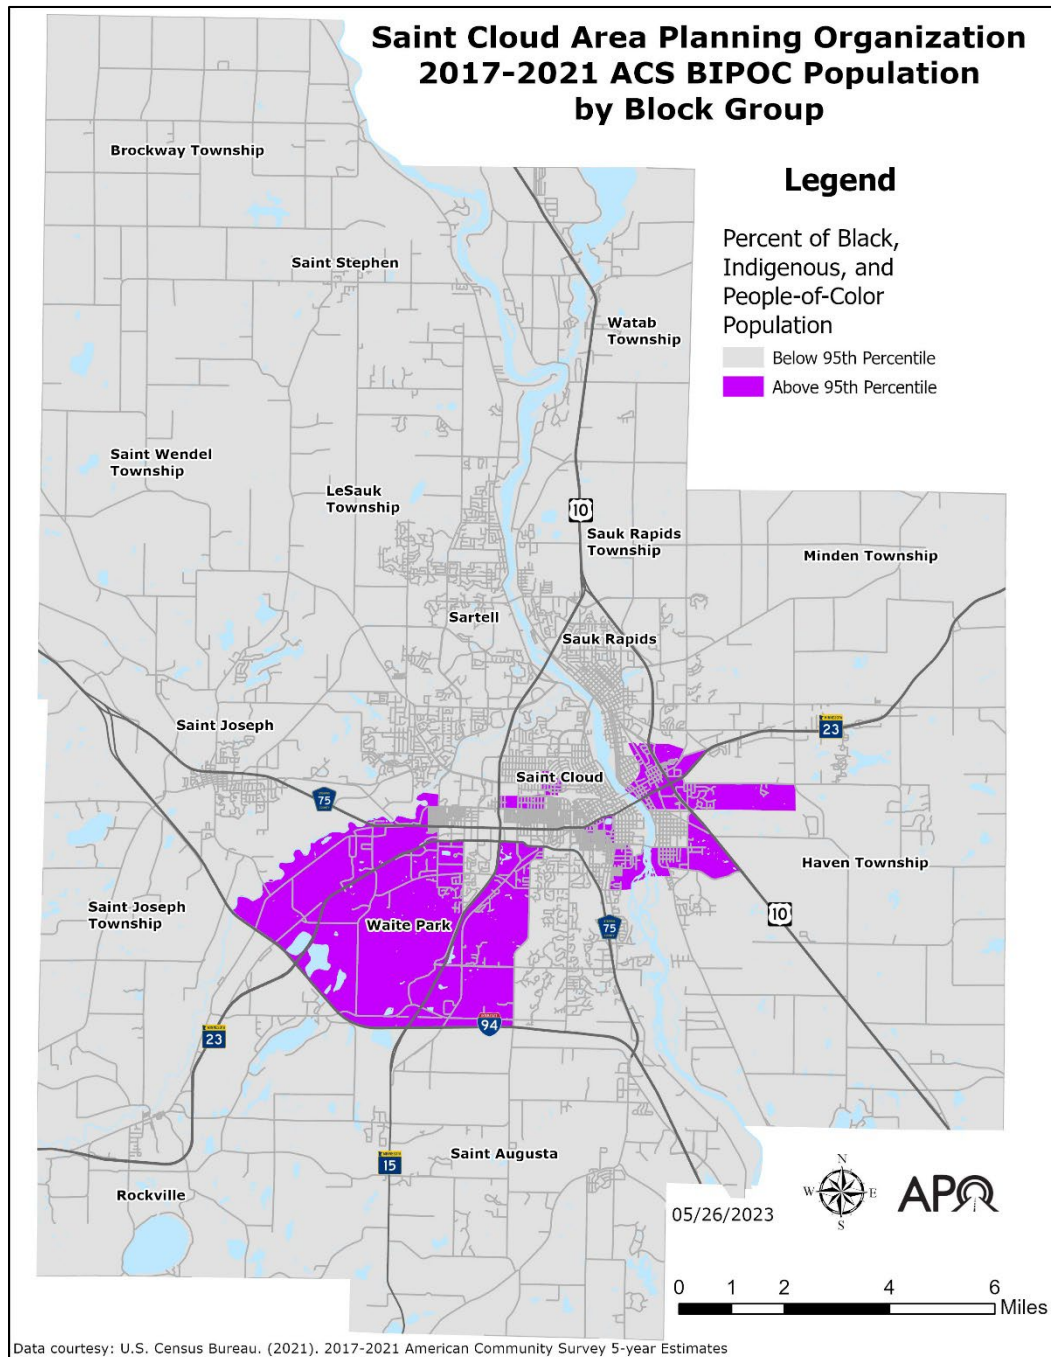 Saint Cloud Area Planning Organization
2017-2021 ACS BIPOC Population
by Block Group
Legend
Percent of Black,
Indigenous, and
People-of-Color
Population
Below 95th Percentile
Above 95th Percentile
Brockway Township
Saint Stephen
Watab
Township
Saint Wendel
Township
LeSauk
Township
10
Sauk Rapids
Township
Minden Township
Sartell
Sauk Rapids
Saint Joseph
23
Saint Cloud
75
Haven Township
Saint Joseph
Township
Waite Park
10
75
94
23
Saint Augusta
15
Rockville
N
W E
S
APO
05/26/2023
0 1 2 4 6
Miles
Data courtesy: U.S. Census Bureau. (2021). 2017-2021 American Community Survey 5-year Estimates